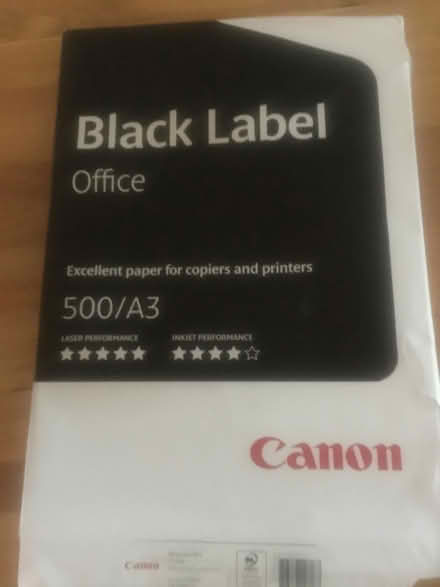 Black Label
Office
Excellent paper for copiers and printers
500/A3
LASER PERFORMANCE INKJET PERFORMANCE
Canon
Canon